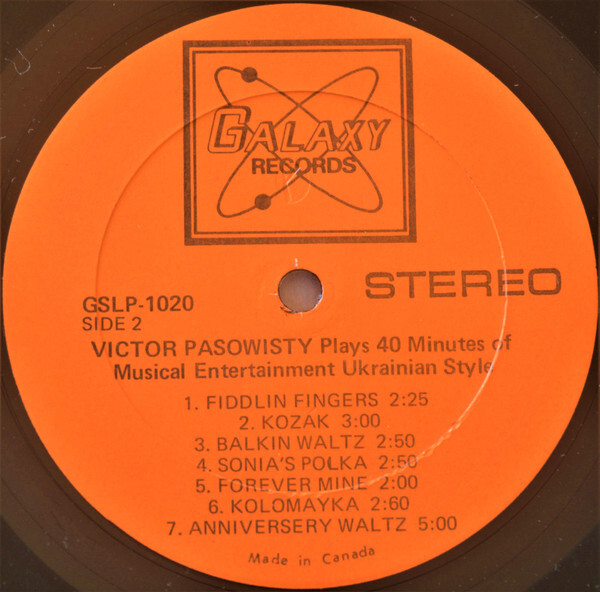 GALAXY
RECORDS
STEREO
GSLP-1020
SIDE 2
VICTOR PASOWISTY Plays 40 Minutes of
Musical Entertainment Ukrainian Style
1. FIDDLIN FINGERS 2:25
2. KOZAK 3:00
3. BALKIN WALTZ 2:50
4. SONIA'S POLKA 2:50
5. FOREVER MINE 2:00
6. KOLOMAYKA 2:60
7. ANNIVERSERY WALTZ 5:00
Made in Canada